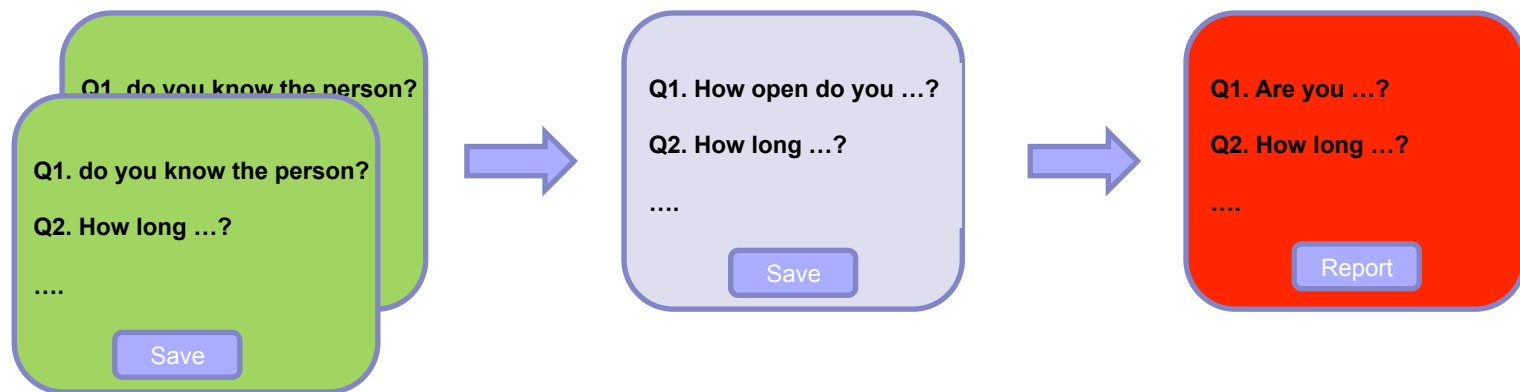 Q1. do you know the person?
Q1. do you know the person?
Q2. How long …?
….
Save
Q1. How open do you …?
Q2. How long …?
….
Save
Q1. Are you …?
Q2. How long …?
….
Report